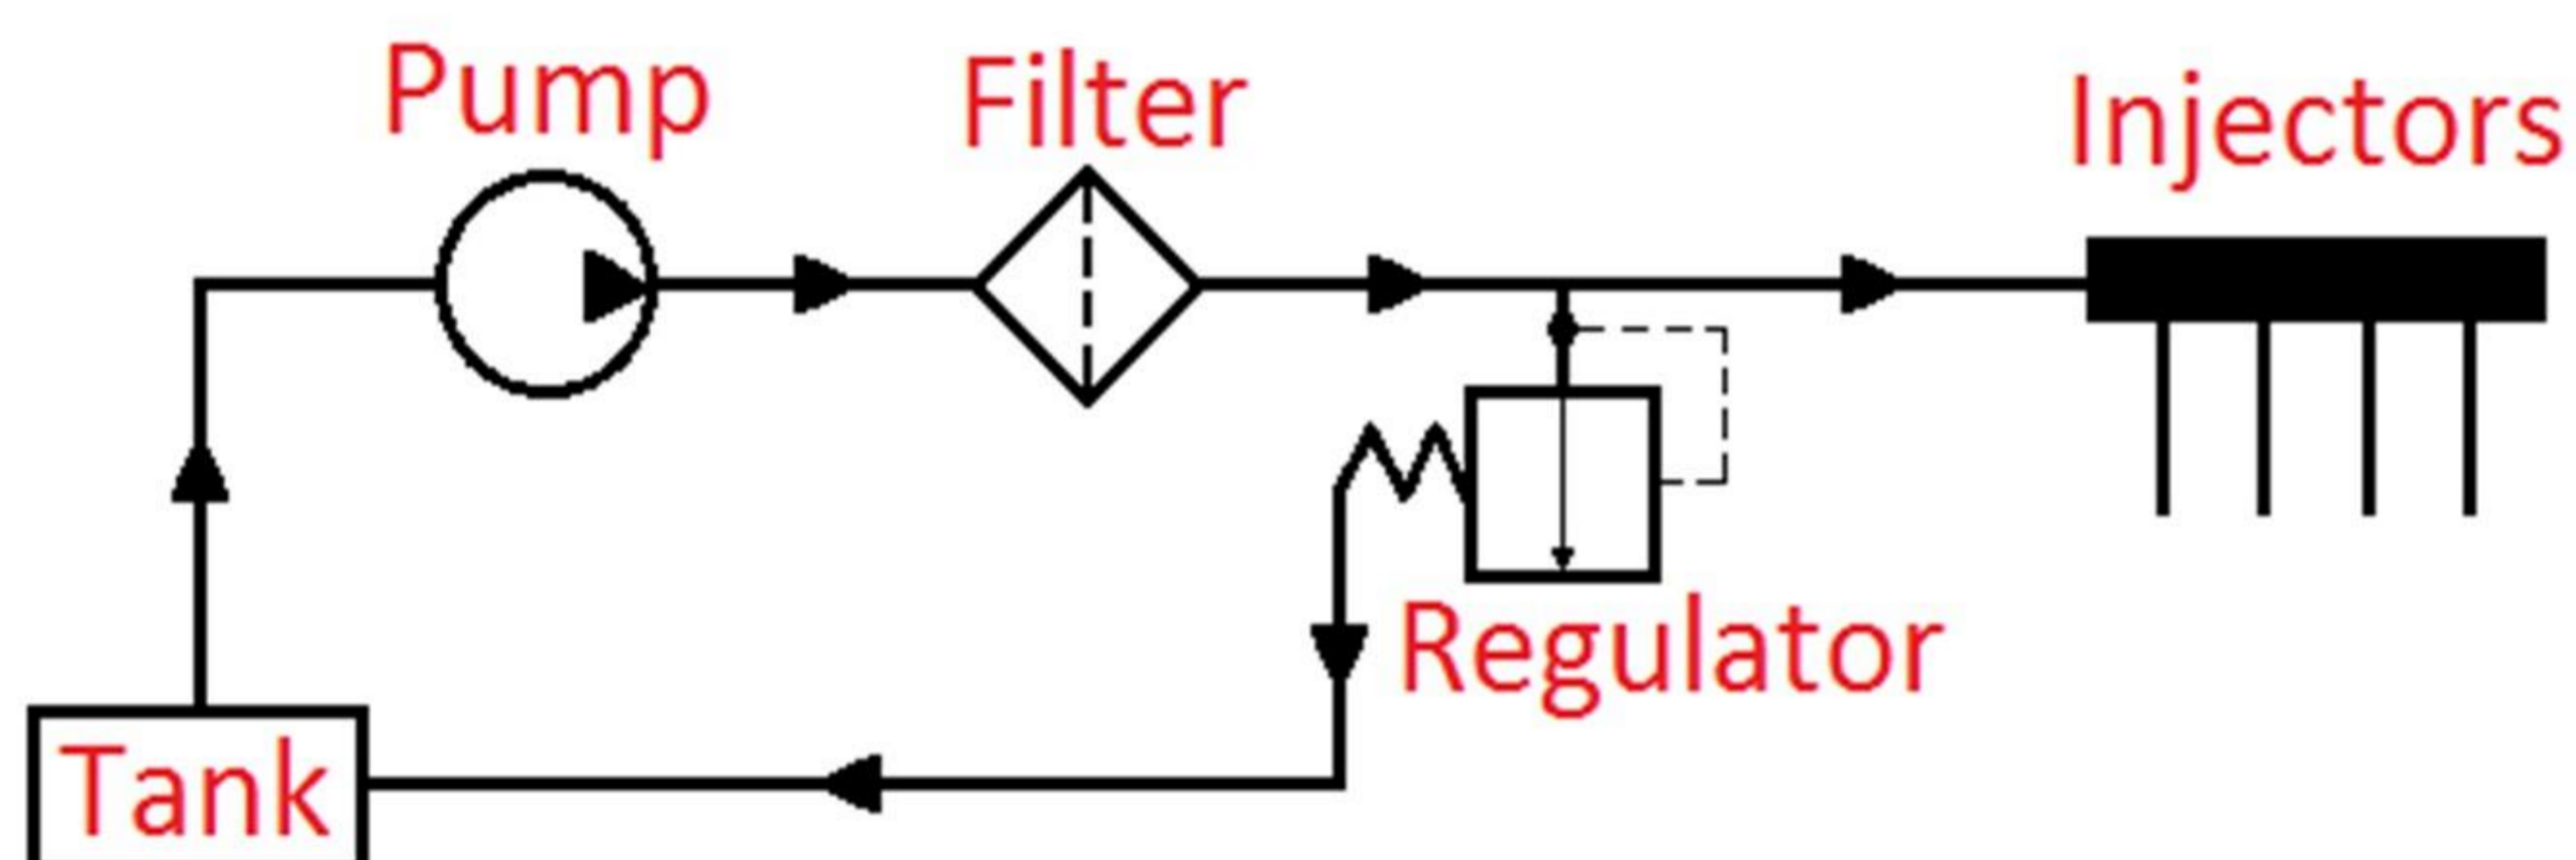 Pump
Filter
Injectors
Regulator
Tank